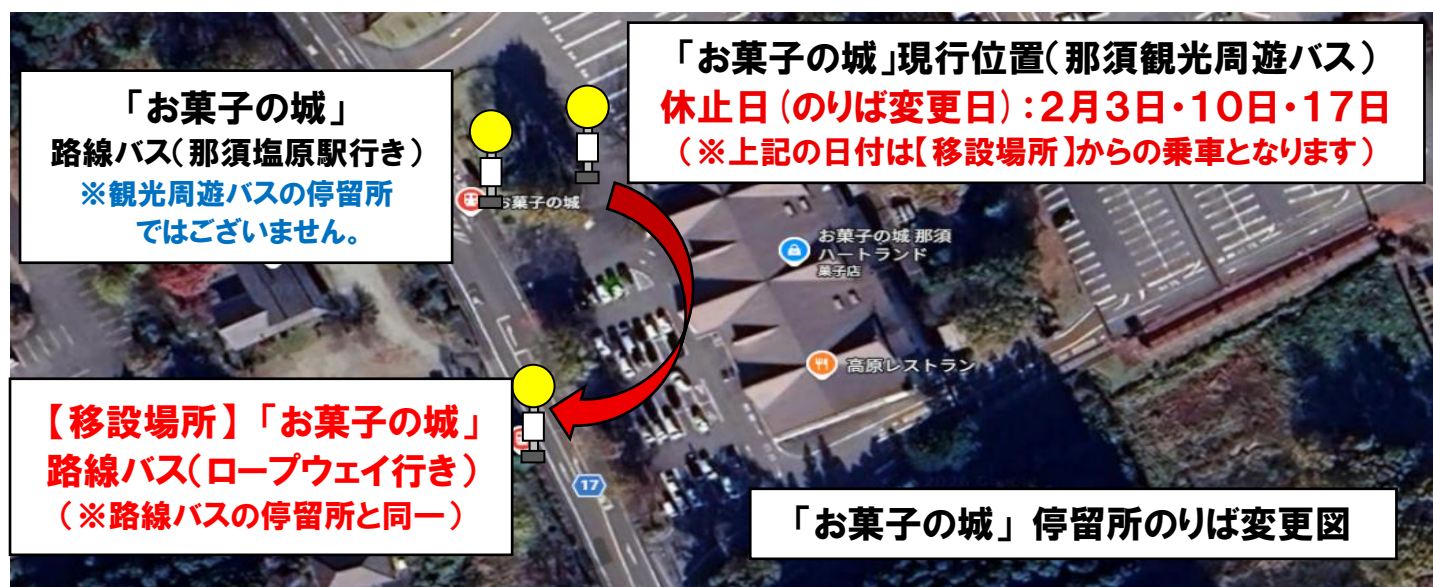 「お菓子の城」
路線バス(那須塩原駅行き)
※観光周遊バスの停留所
ではございません。
「お菓子の城」現行位置(那須観光周遊バス)
休止日(のりば変更日):2月3日・10日・17日
(※上記の日付は【移設場所】からの乗車となります)
お菓子の城
お菓子の城 那須
ハートランド
菓子店
高原レストラン
【移設場所】「お菓子の城」
路線バス(ロープウェイ行き)
(※路線バスの停留所と同一)
17
「お菓子の城」停留所のりば変更図